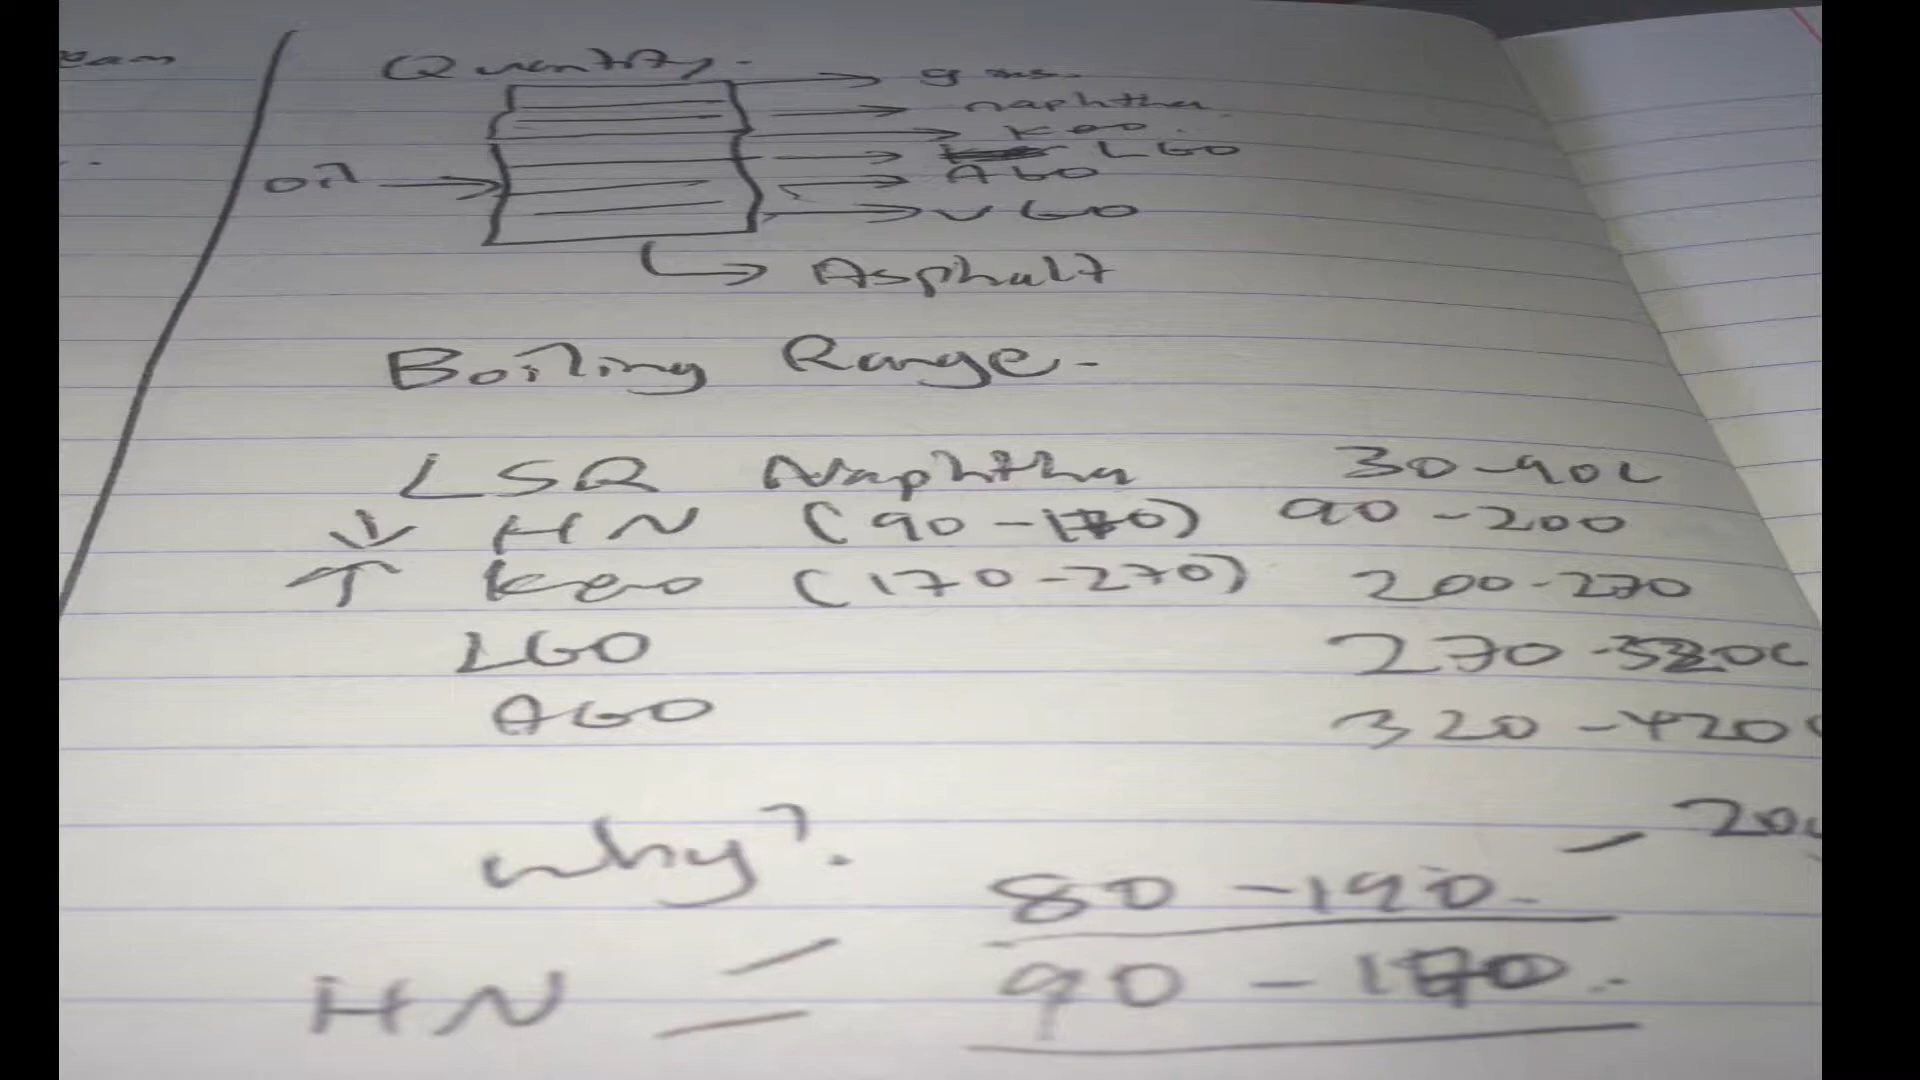 Quantity.
gas.
naphtha
Keo.
LGO
oil
AGO
VGO
Asphalt
Boiling Range.
LSR Naphtha 30-90C
HN (90-170) 90-200
keo (170-270) 200-270
LGO 270-320C
AGO 320-420C
why?
80-190.
HN 90-170.